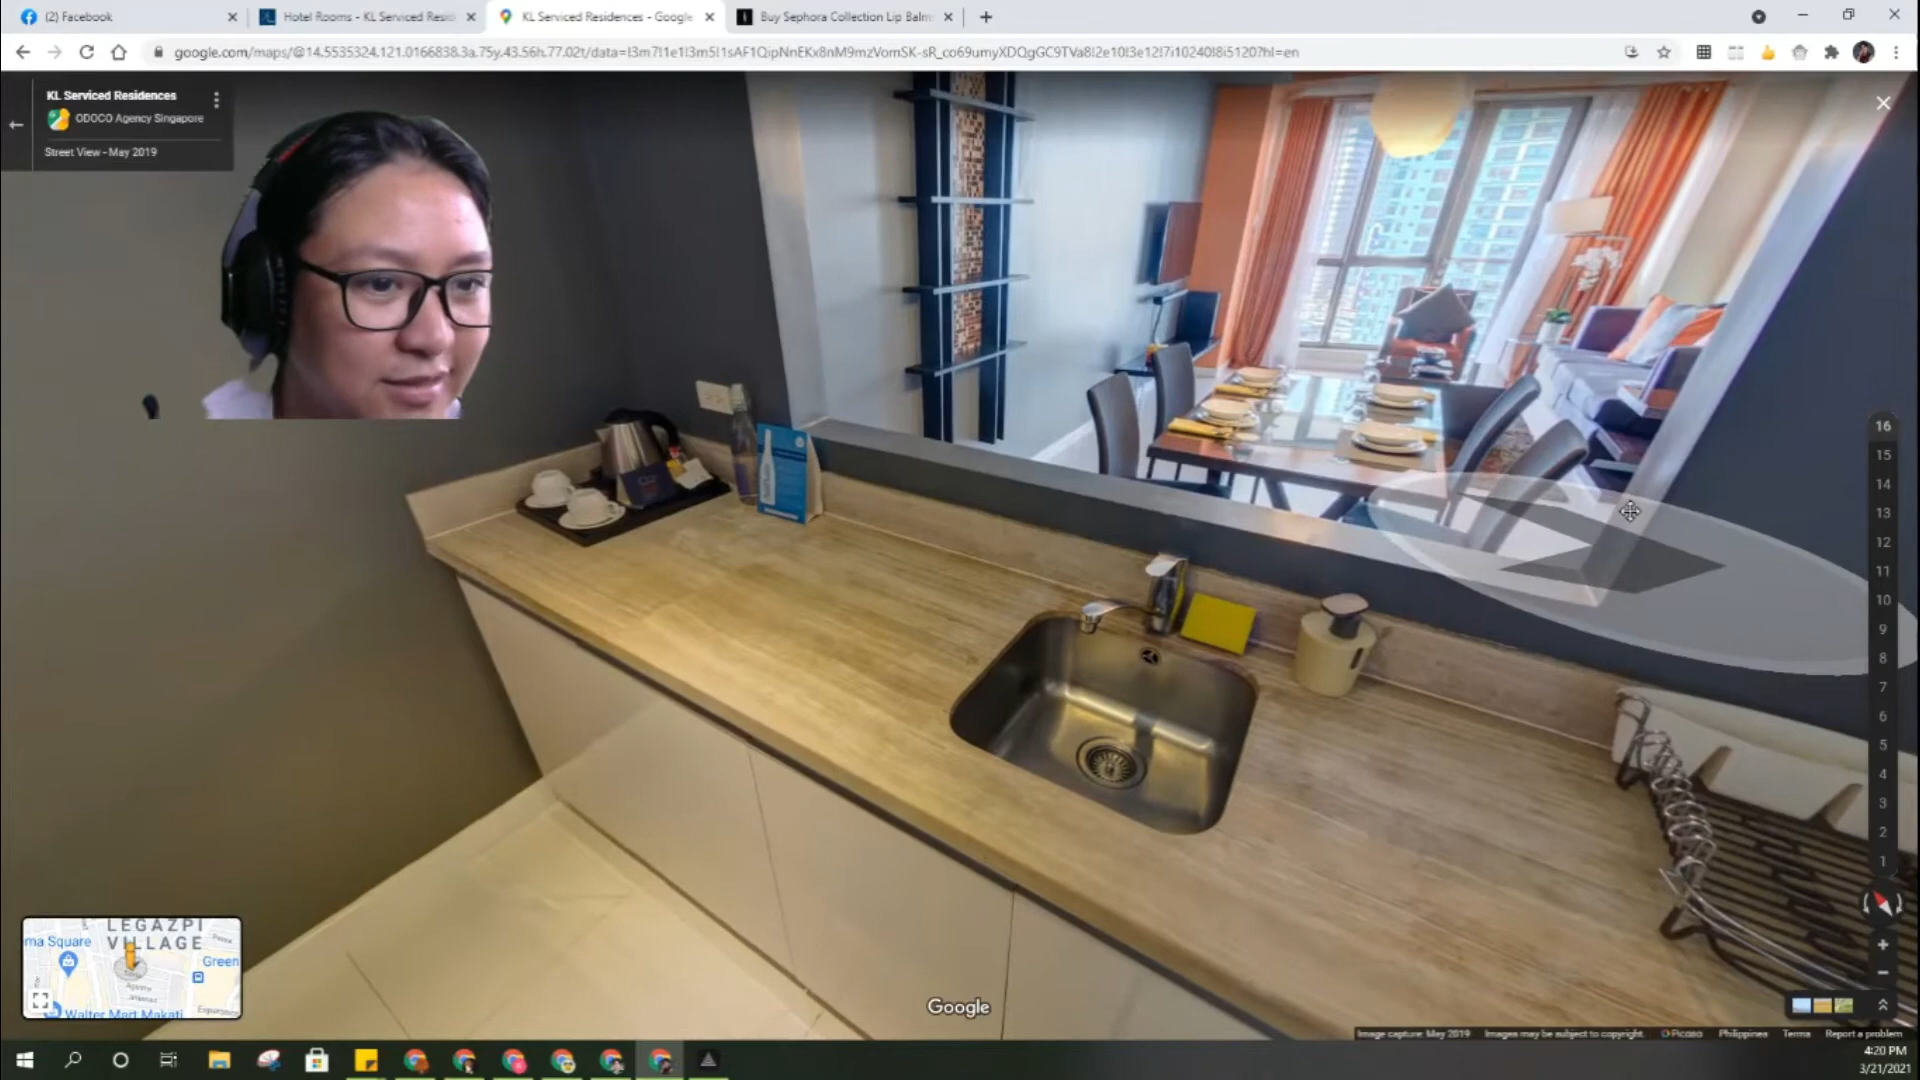 (2) Facebook
Hotel Rooms - KL Serviced Resid
KL Serviced Residences - Google
Buy Sephora Collection Lip Balm
google.com/maps/@14.5535324,121.0166838,3a,75y,43.56h,77.02t/data=!3m7!1e1!3m5!1sAF1QipNnEKx8nM9mzVomSK-sR_co69umyXDQgGC9TVa8!2e10!3e12!7i10240!8i5120?hl=en
KL Serviced Residences
ODOCO Agency Singapore
Street View - May 2019
16
15
14
13
12
11
10
9
8
7
6
5
4
3
2
1
LEGAZPI
VILLAGE
ma Square
Green
Walter Mart Makati
Google
Image capture: May 2019 Images may be subject to copyright. Philippines Terms Report a problem
4:20 PM
3/21/2021